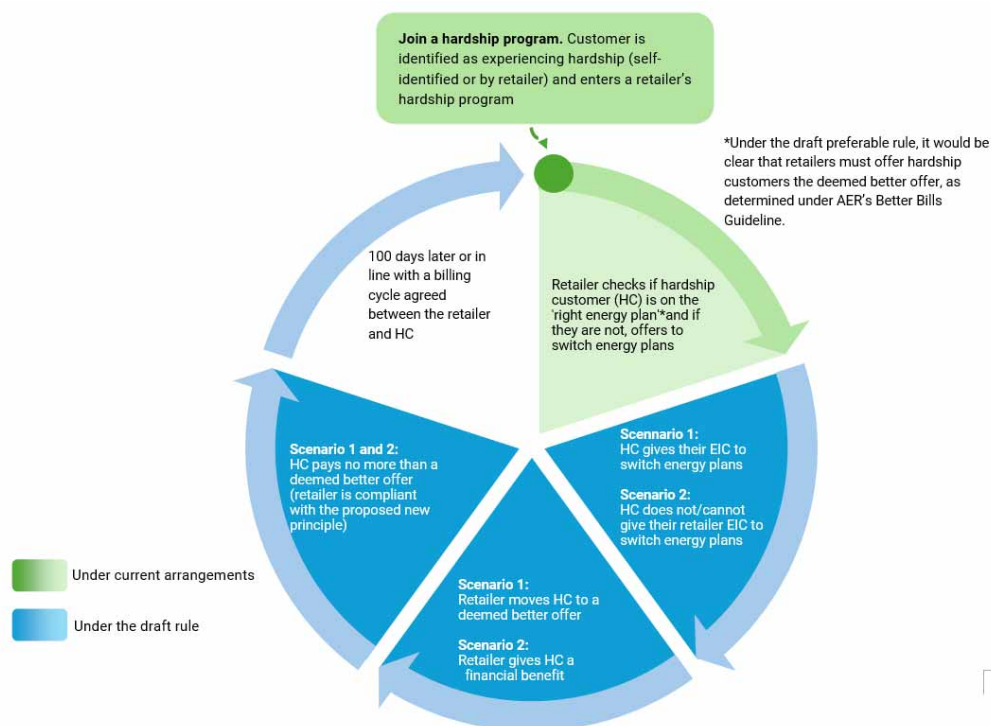 Join a hardship program. Customer is
identified as experiencing hardship (self-
identified or by retailer) and enters a retailer's
hardship program
*Under the draft preferable rule, it would be
clear that retailers must offer hardship
customers the deemed better offer, as
determined under AER's Better Bills
Guideline.
Retailer checks if hardship
customer (HC) is on the
'right energy plan'*and if
they are not, offers to
switch energy plans
Scennario 1:
HC gives their EIC to
switch energy plans
Scenario 2:
HC does not/cannot
give their retailer EIC to
switch energy plans
Scenario 1:
Retailer moves HC to a
deemed better offer
Scenario 2:
Retailer gives HC a
financial benefit
Scenario 1 and 2:
HC pays no more than a
deemed better offer
(retailer is compliant
with the proposed new
principle)
100 days later or in
line with a billing
cycle agreed
between the retailer
and HC
Under current arrangements
Under the draft rule